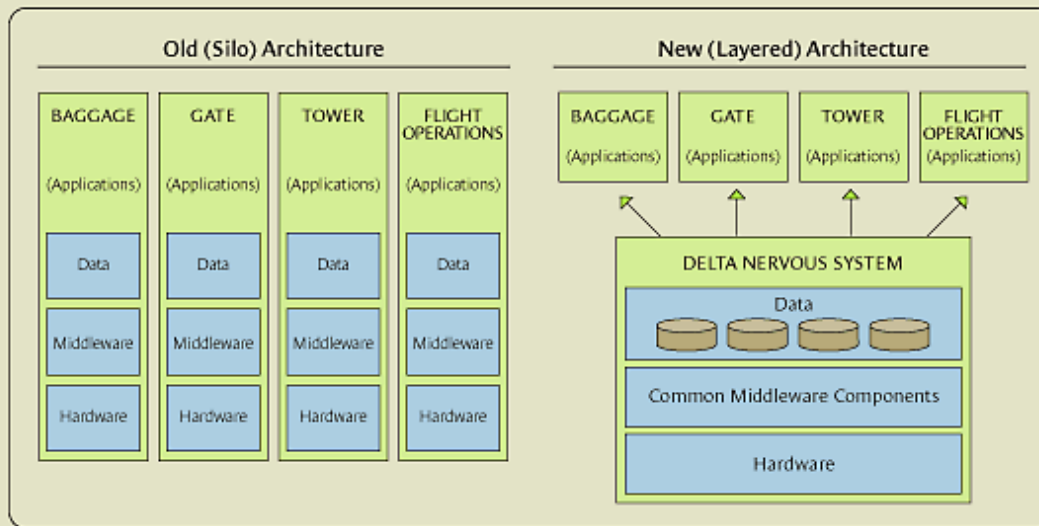 Old (Silo) Architecture
BAGGAGE
(Applications)
Data
Middleware
Hardware
GATE
(Applications)
Data
Middleware
Hardware
TOWER
(Applications)
Data
Middleware
Hardware
FLIGHT
OPERATIONS
(Applications)
Data
Middleware
Hardware
New (Layered) Architecture
BAGGAGE
(Applications)
GATE
(Applications)
TOWER
(Applications)
FLIGHT
OPERATIONS
(Applications)
DELTA NERVOUS SYSTEM
Data
Common Middleware Components
Hardware